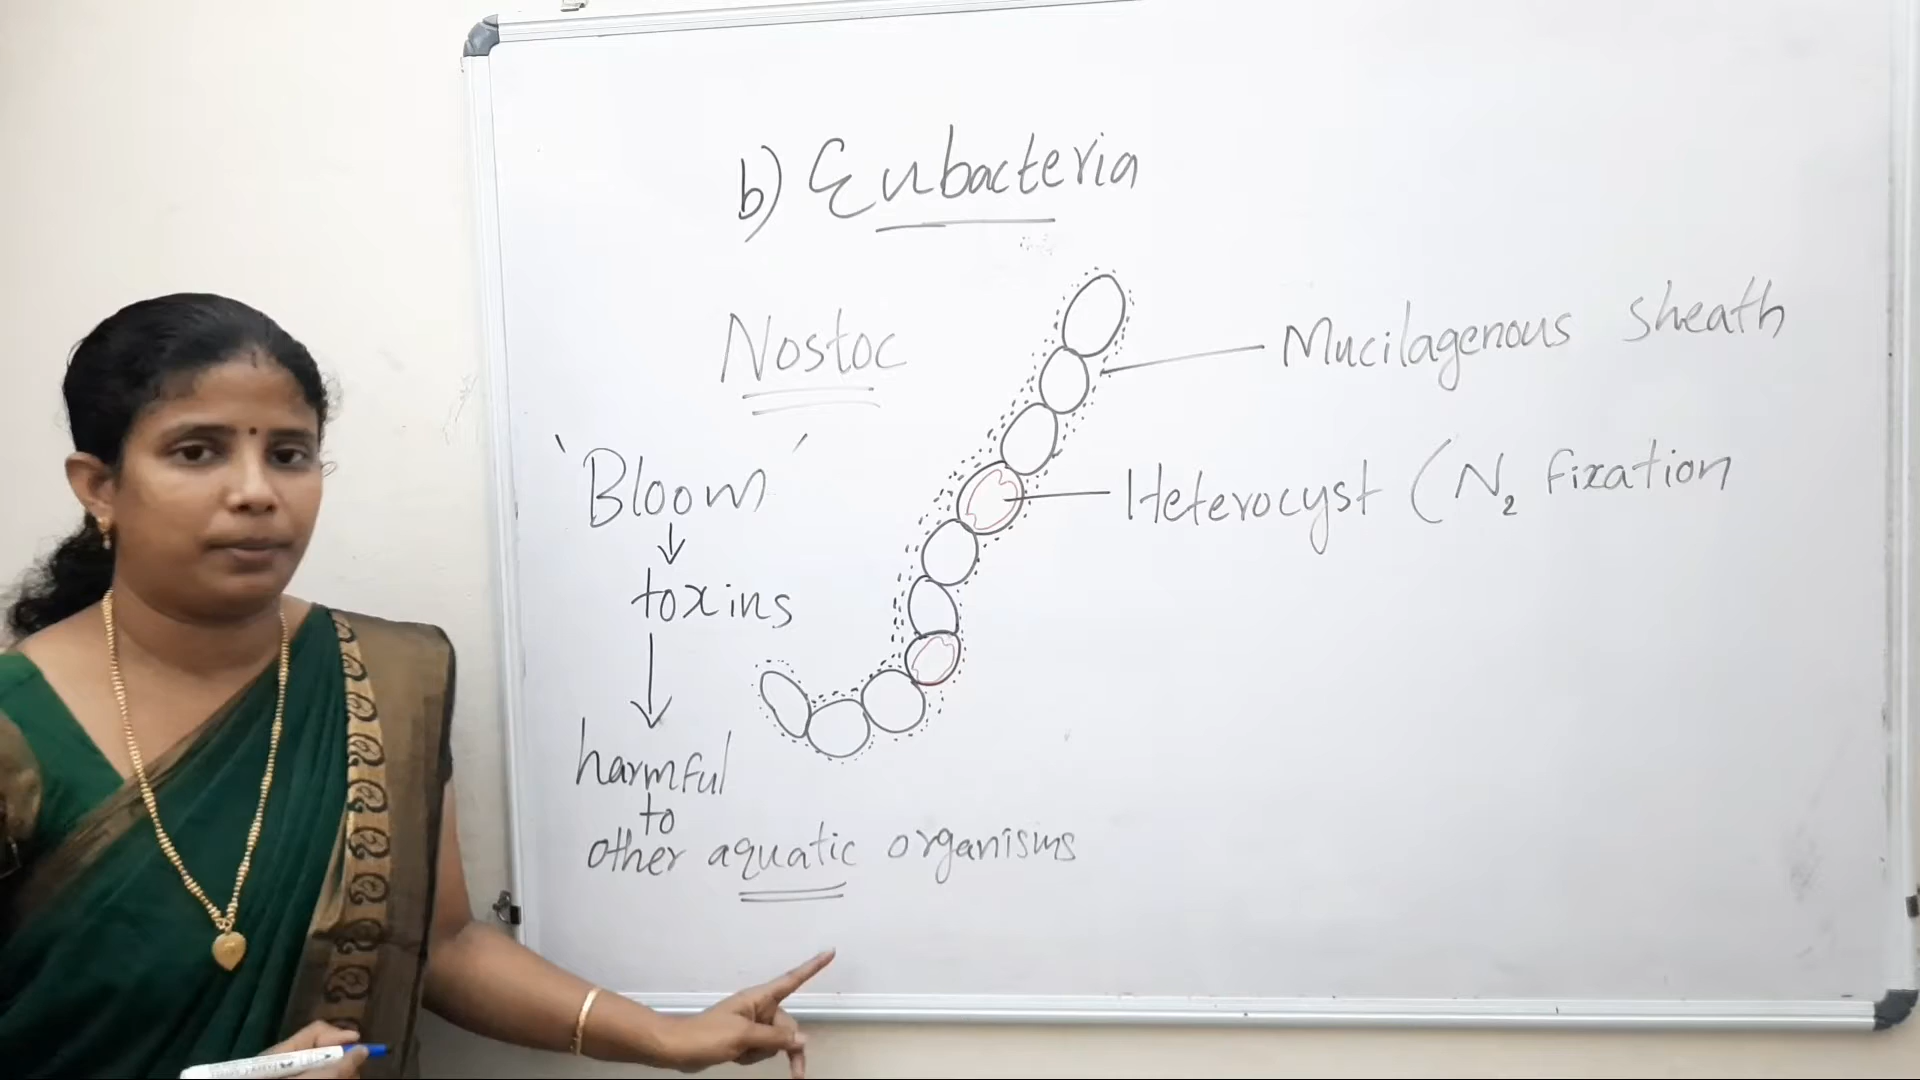 b) Eubacteria
Nostoc
Mucilagenous sheath
'Bloom'
Heterocyst (N₂ fixation
↓
toxins
↓
harmful
to
other aquatic organisms